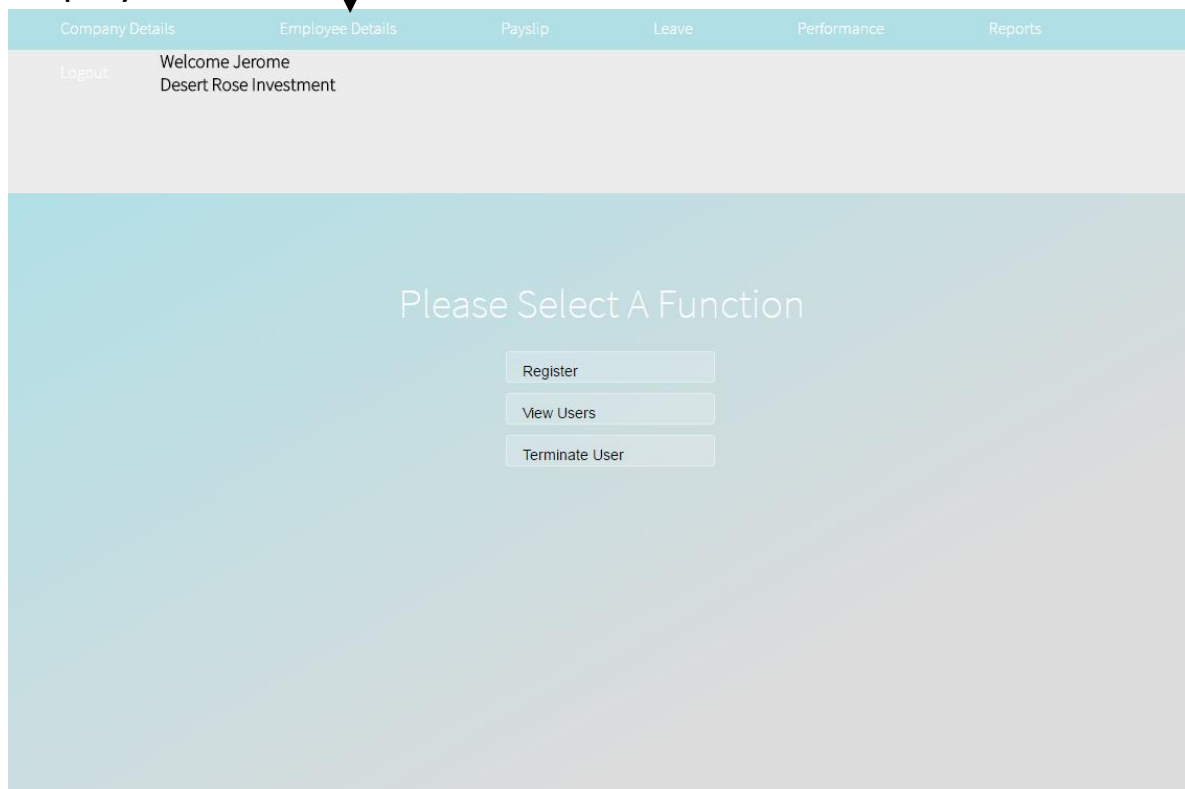 Company Details Employee Details Payslip Leave Performance Reports
Logout
Welcome Jerome
Desert Rose Investment
Please Select A Function
Register
View Users
Terminate User